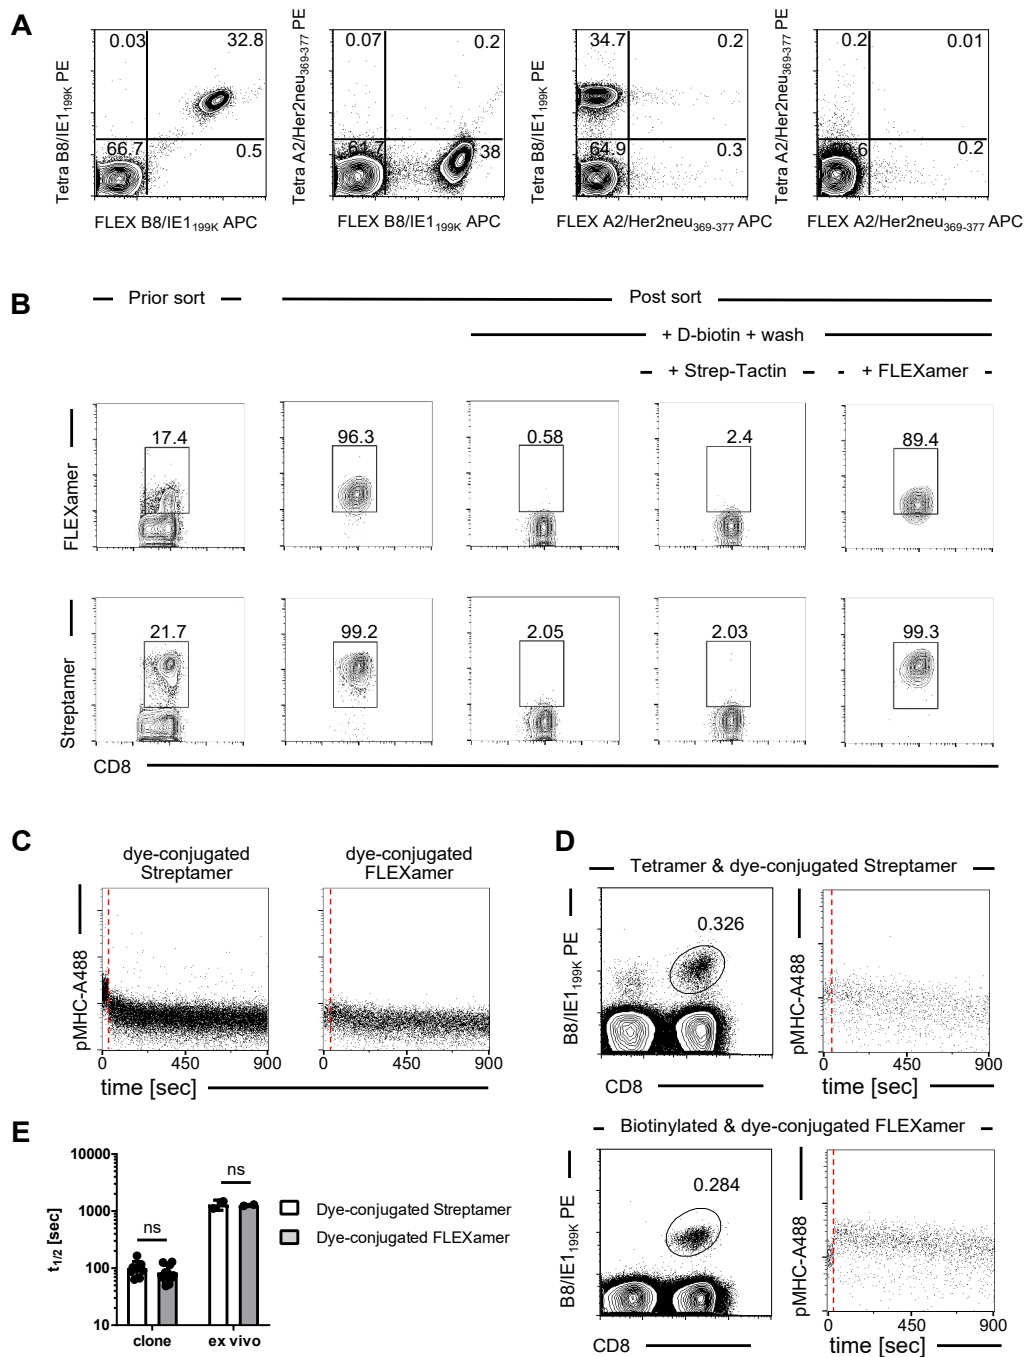 A
Tetra B8/IE1199K PE
0.03
32.8
66.7
0.5
FLEX B8/IE1199K APC
Tetra A2/Her2neu369-377 PE
0.07
0.2
61.7
38
FLEX B8/IE1199K APC
Tetra B8/IE1199K PE
34.7
0.2
64.9
0.3
FLEX A2/Her2neu369-377 APC
Tetra A2/Her2neu369-377 PE
0.2
0.01
0.2
FLEX A2/Her2neu369-377 APC
B
Prior sort
Post sort
+ D-biotin + wash
+ Strep-Tactin
+ FLEXamer
FLEXamer
17.4
96.3
0.58
2.4
89.4
Streptamer
21.7
99.2
2.05
2.03
99.3
CD8
C
dye-conjugated
Streptamer
dye-conjugated
FLEXamer
pMHC-A488
0
450
900
0
450
900
time [sec]
D
Tetramer & dye-conjugated Streptamer
B8/IE1199K PE
0.326
CD8
pMHC-A488
0
450
900
time [sec]
Biotinylated & dye-conjugated FLEXamer
B8/IE1199K PE
0.284
CD8
pMHC-A488
0
450
900
time [sec]
E
t1/2 [sec]
10000
1000
100
10
ns
ns
clone
ex vivo
Dye-conjugated Streptamer
Dye-conjugated FLEXamer